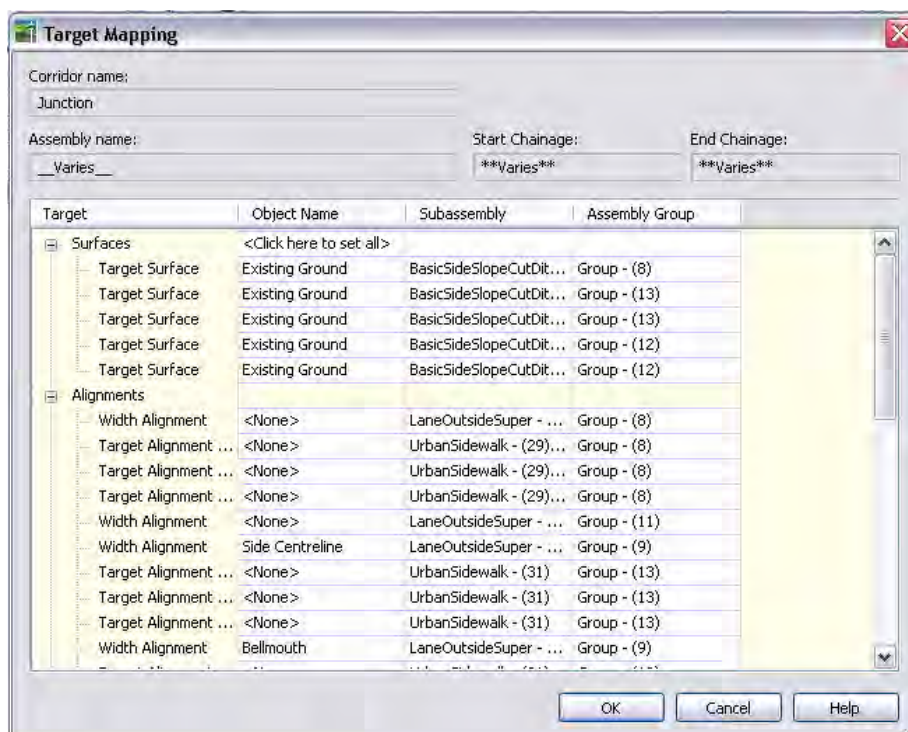 Target Mapping
Corridor name:
Junction
Assembly name: Start Chainage: End Chainage:
__Varies__ **Varies** **Varies**
Target Object Name Subassembly Assembly Group
Surfaces <Click here to set all>
Target Surface Existing Ground BasicSideSlopeCutDit... Group - (8)
Target Surface Existing Ground BasicSideSlopeCutDit... Group - (13)
Target Surface Existing Ground BasicSideSlopeCutDit... Group - (13)
Target Surface Existing Ground BasicSideSlopeCutDit... Group - (12)
Target Surface Existing Ground BasicSideSlopeCutDit... Group - (12)
Alignments
Width Alignment <None> LaneOutsideSuper - ... Group - (8)
Target Alignment ... <None> UrbanSidewalk - (29)... Group - (8)
Target Alignment ... <None> UrbanSidewalk - (29)... Group - (8)
Target Alignment ... <None> UrbanSidewalk - (29)... Group - (8)
Width Alignment <None> LaneOutsideSuper - ... Group - (11)
Width Alignment Side Centreline LaneOutsideSuper - ... Group - (9)
Target Alignment ... <None> UrbanSidewalk - (31) Group - (13)
Target Alignment ... <None> UrbanSidewalk - (31) Group - (13)
Target Alignment ... <None> UrbanSidewalk - (31) Group - (13)
Width Alignment Bellmouth LaneOutsideSuper - ... Group - (9)
OK Cancel Help